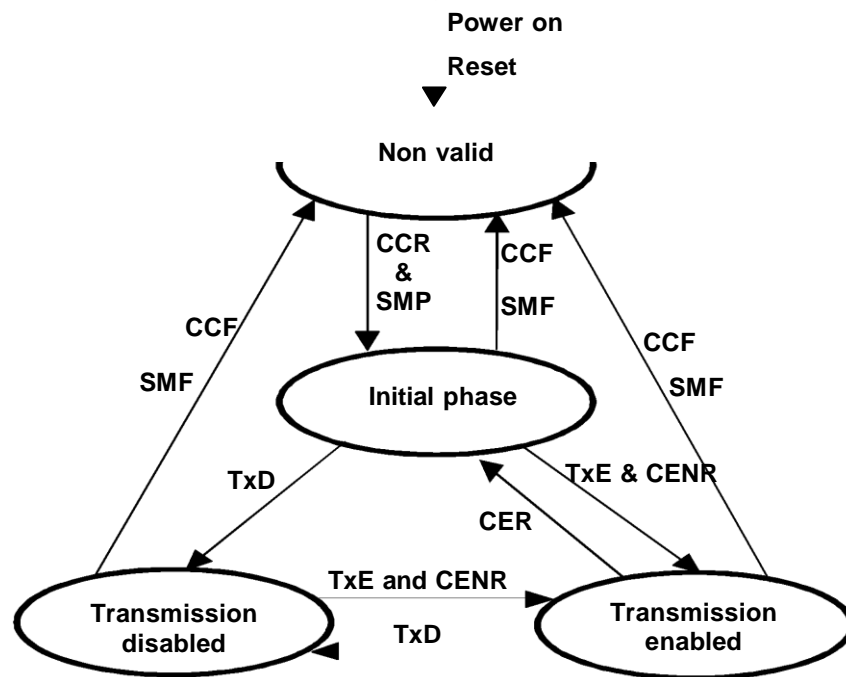 Power on
Reset
Non valid
CCR
&
SMP
CCF
SMF
CCF
SMF
CCF
SMF
Initial phase
TxD
TxE & CENR
CER
TxE and CENR
TxD
Transmission
disabled
Transmission
enabled